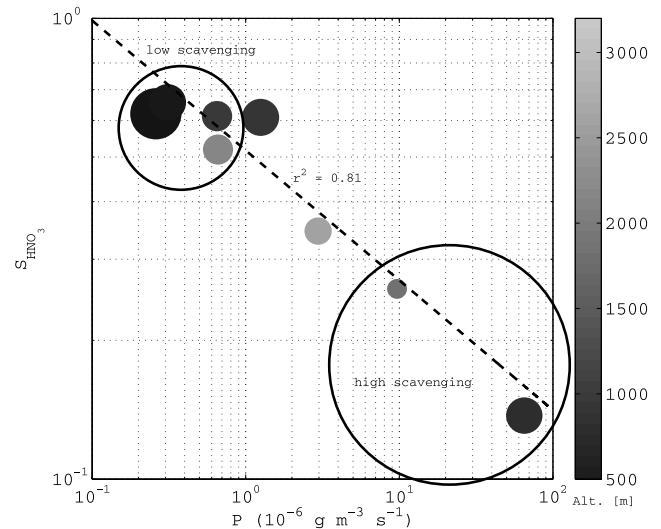 10^0
low scavenging
r^2 = 0.81
S_HNO_3
high scavenging
10^-1
10^-1
10^0
10^1
10^2
P (10^-6 g m^-3 s^-1)
3000
2500
2000
1500
1000
500
Alt. [m]